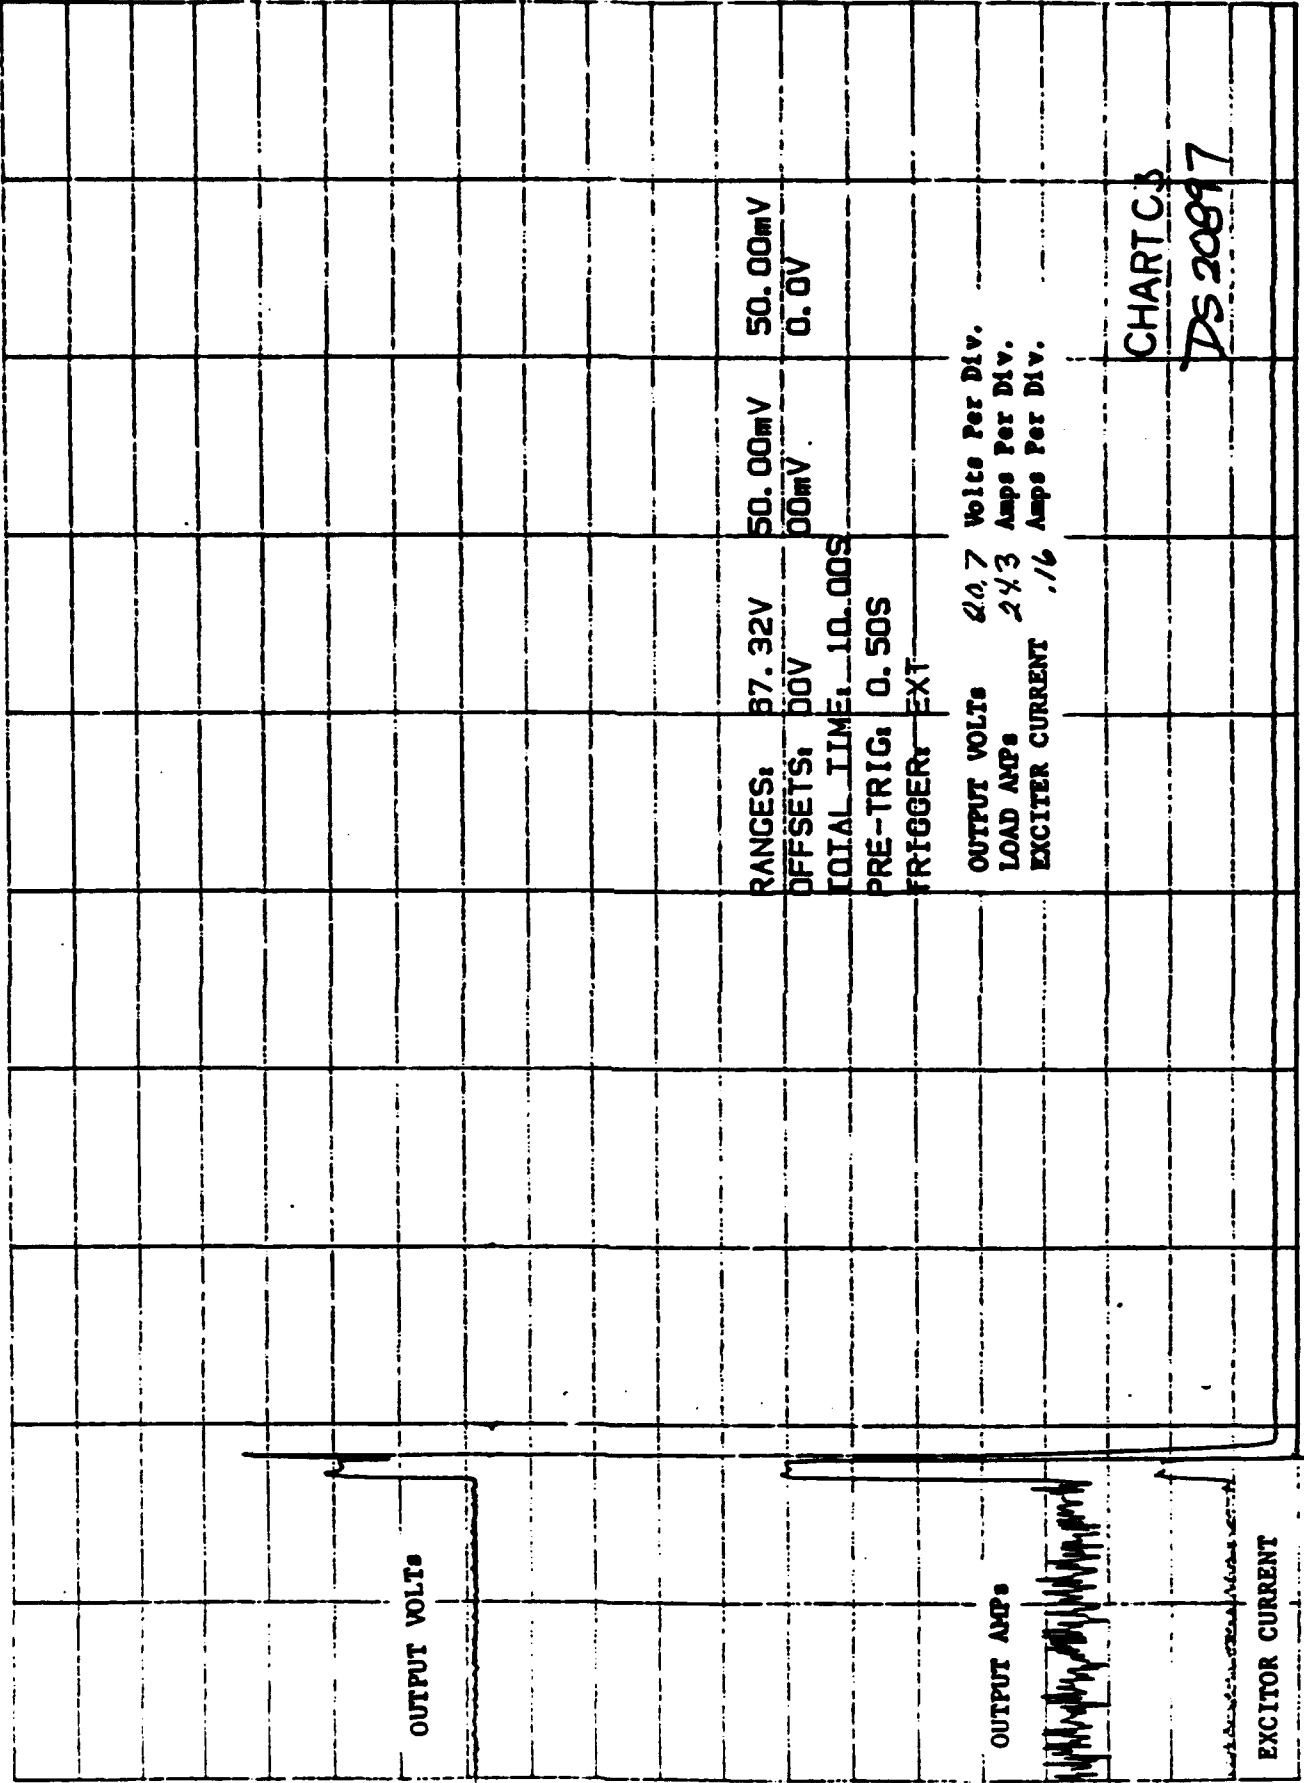 OUTPUT VOLTs
OUTPUT AMPs
EXCITOR CURRENT
RANGES: 87.32V 50.00mV 50.00mV
OFFSETS: 00V 00mV 0.0V
TOTAL TIME: 10.00S
PRE-TRIG: 0.50S
TRIGGER: EXT
OUTPUT VOLTs 20.7 Volts Per Div.
LOAD AMPs 243 Amps Per Div.
EXCITER CURRENT .16 Amps Per Div.
CHART C3
DS 20897